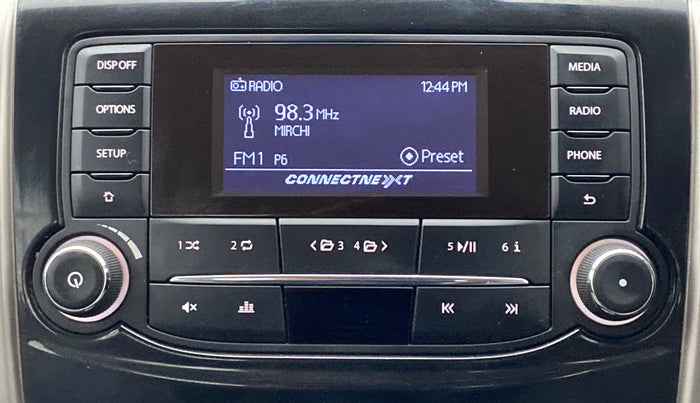 DISP OFF
OPTIONS
SETUP
RADIO 12:44 PM
98.3 MHz
MIRCHI
FM1 P6 Preset
CONNECTNEXT
MEDIA
RADIO
PHONE
1 2 3 4 5 6 i